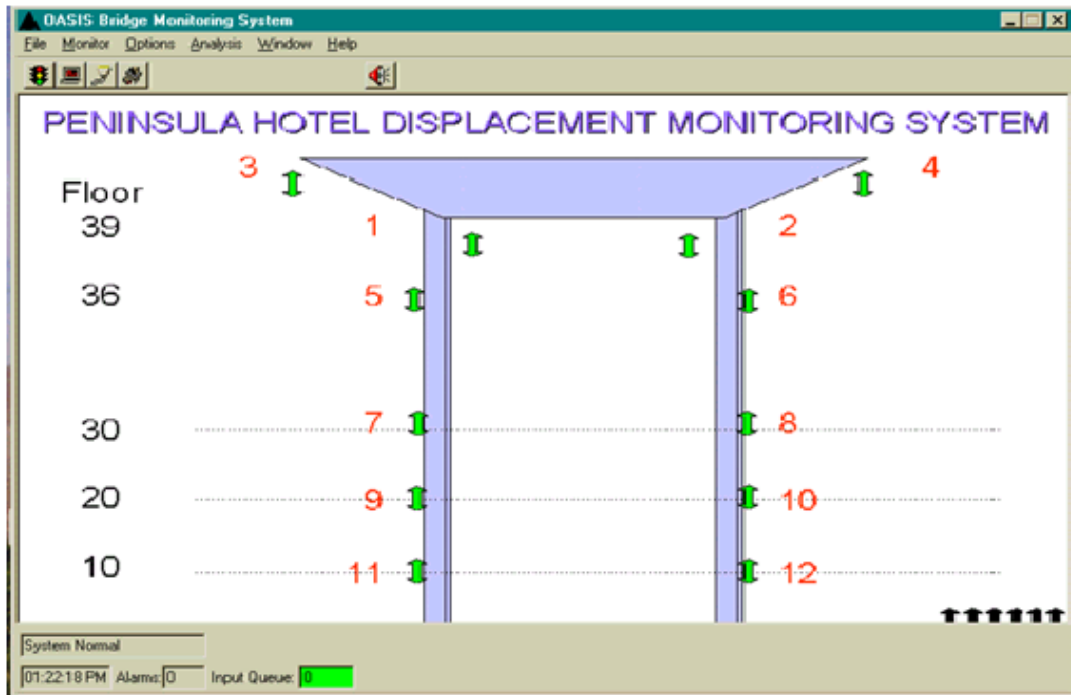 OASIS: Bridge Monitoring System
File Monitor Options Analysis Window Help
PENINSULA HOTEL DISPLACEMENT MONITORING SYSTEM
3 4
Floor
39 1 2
36 5 6
30 7 8
20 9 10
10 11 12
System Normal
01:22:18 PM Alarms: 0 Input Queue: 0